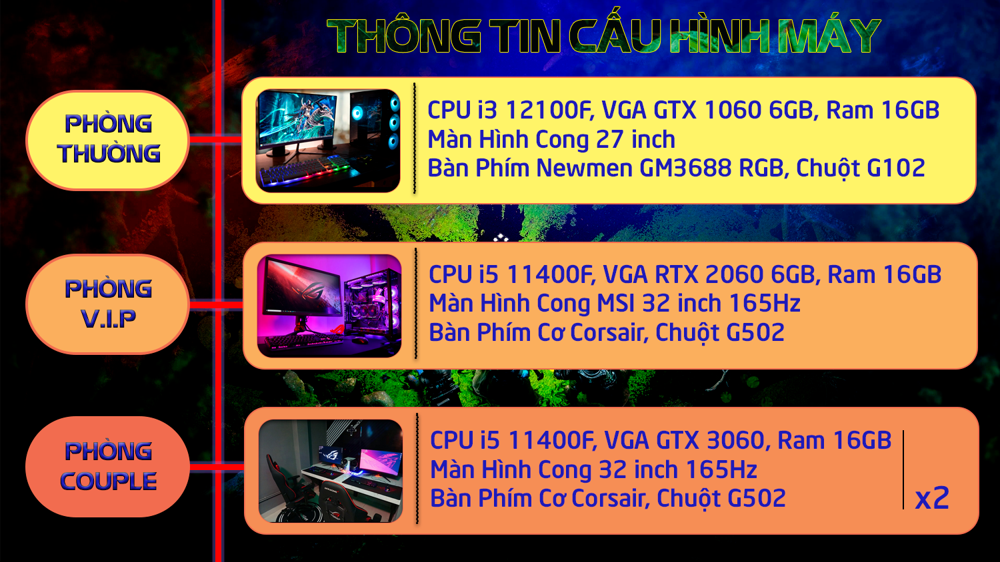 THÔNG TIN CẤU HÌNH MÁY
PHÒNG
THƯỜNG
CPU i3 12100F, VGA GTX 1060 6GB, Ram 16GB
Màn Hình Cong 27 inch
Bàn Phím Newmen GM3688 RGB, Chuột G102
PHÒNG
V.I.P
CPU i5 11400F, VGA RTX 2060 6GB, Ram 16GB
Màn Hình Cong MSI 32 inch 165Hz
Bàn Phím Cơ Corsair, Chuột G502
PHÒNG
COUPLE
CPU i5 11400F, VGA GTX 3060, Ram 16GB
Màn Hình Cong 32 inch 165Hz
Bàn Phím Cơ Corsair, Chuột G502
x2